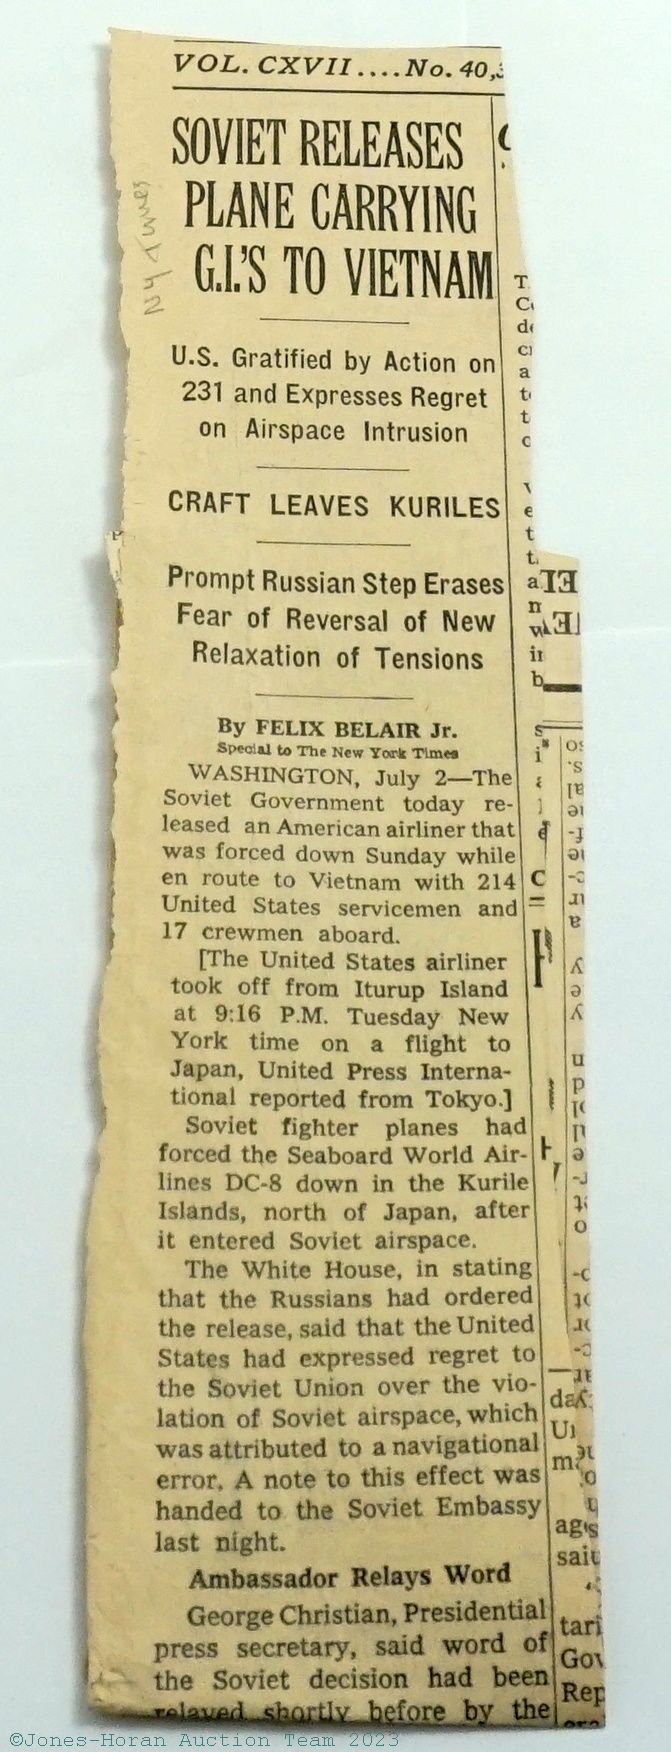 VOL. CXVII....No. 40,
SOVIET RELEASES
PLANE CARRYING
G.I.'S TO VIETNAM
NY Times
U.S. Gratified by Action on
231 and Expresses Regret
on Airspace Intrusion
CRAFT LEAVES KURILES
Prompt Russian Step Erases
Fear of Reversal of New
Relaxation of Tensions
By FELIX BELAIR Jr.
Special to The New York Times
WASHINGTON, July 2—The
Soviet Government today re-
leased an American airliner that
was forced down Sunday while
en route to Vietnam with 214
United States servicemen and
17 crewmen aboard.
[The United States airliner
took off from Iturup Island
at 9:16 P.M. Tuesday New
York time on a flight to
Japan, United Press Interna-
tional reported from Tokyo.]
Soviet fighter planes had
forced the Seaboard World Air-
lines DC-8 down in the Kurile
Islands, north of Japan, after
it entered Soviet airspace.
The White House, in stating
that the Russians had ordered
the release, said that the United
States had expressed regret to
the Soviet Union over the vio-
lation of Soviet airspace, which
was attributed to a navigational
error. A note to this effect was
handed to the Soviet Embassy
last night.
Ambassador Relays Word
George Christian, Presidential
press secretary, said word of
the Soviet decision had been
relayed shortly before by the
©Jones-Horan Auction Team 2023